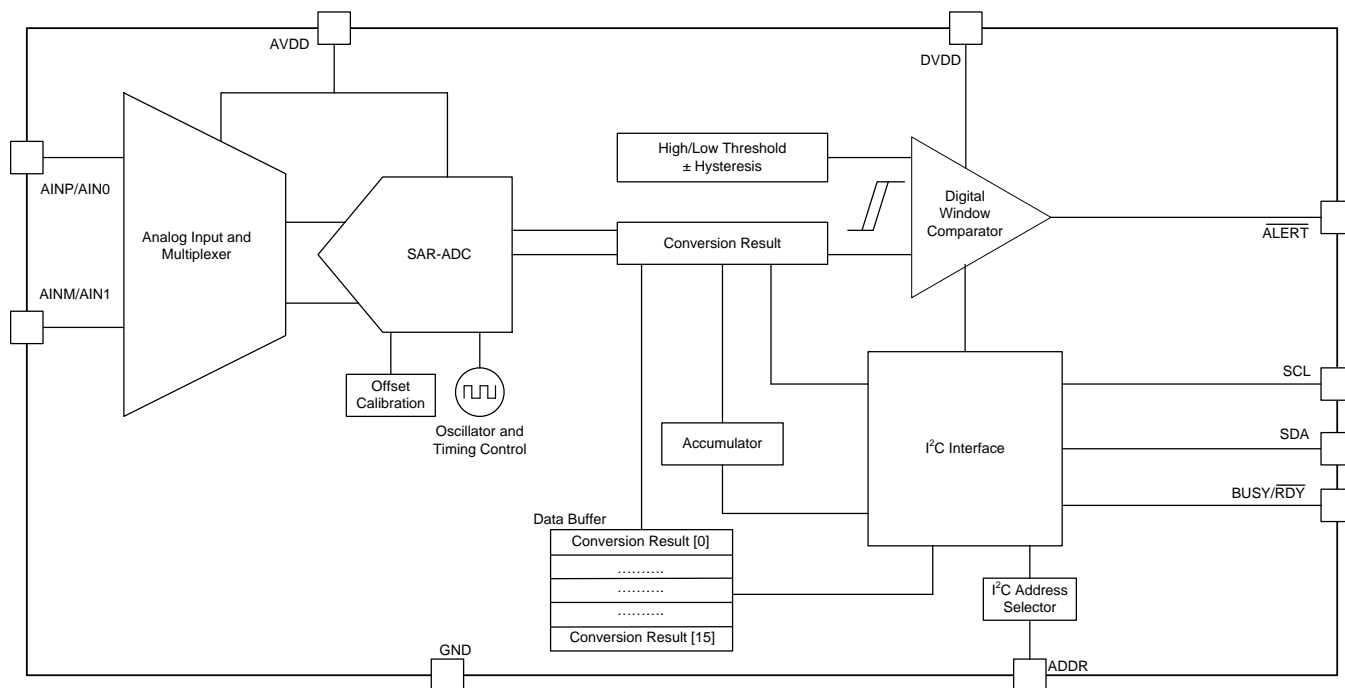 AVDD
DVDD
AINP/AIN0
AINM/AIN1
Analog Input and
Multiplexer
SAR-ADC
High/Low Threshold
± Hysteresis
Conversion Result
Digital
Window
Comparator
ALERT
Offset
Calibration
Oscillator and
Timing Control
Accumulator
I²C Interface
SCL
SDA
BUSY/RDY
Data Buffer
Conversion Result [0]
..........
..........
..........
Conversion Result [15]
I²C Address
Selector
GND
ADDR